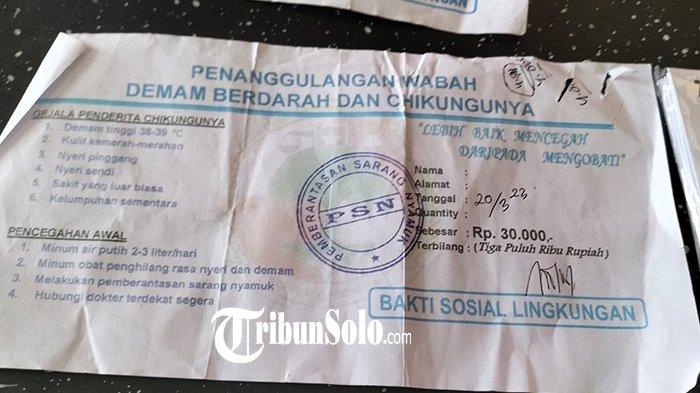 PENANGGULANGAN WABAH
DEMAM BERDARAH DAN CHIKUNGUNYA
GEJALA PENDERITA CHIKUNGUNYA
1. Demam tinggi 38-39 °C
2. Kulit kemerah-merahan
3. Nyeri pinggang
4. Nyeri sendi
5. Sakit yang luar biasa
6. Kelumpuhan sementara
PENCEGAHAN AWAL
1. Minum air putih 2-3 liter/hari
2. Minum obat penghilang rasa nyeri dan demam
3. Melakukan pemberantasan sarang nyamuk
4. Hubungi dokter terdekat segera
PEMBERANTASAN SARANG NYAMUK
PSN
"LEBIH BAIK MENCEGAH
DARIPADA MENGOBATI"
Nama :
Alamat :
Tanggal : 20/3 23
Quantity :
Sebesar : Rp. 30.000,-
Terbilang : (Tiga Puluh Ribu Rupiah)
BAKTI SOSIAL LINGKUNGAN
TribunSolo.com